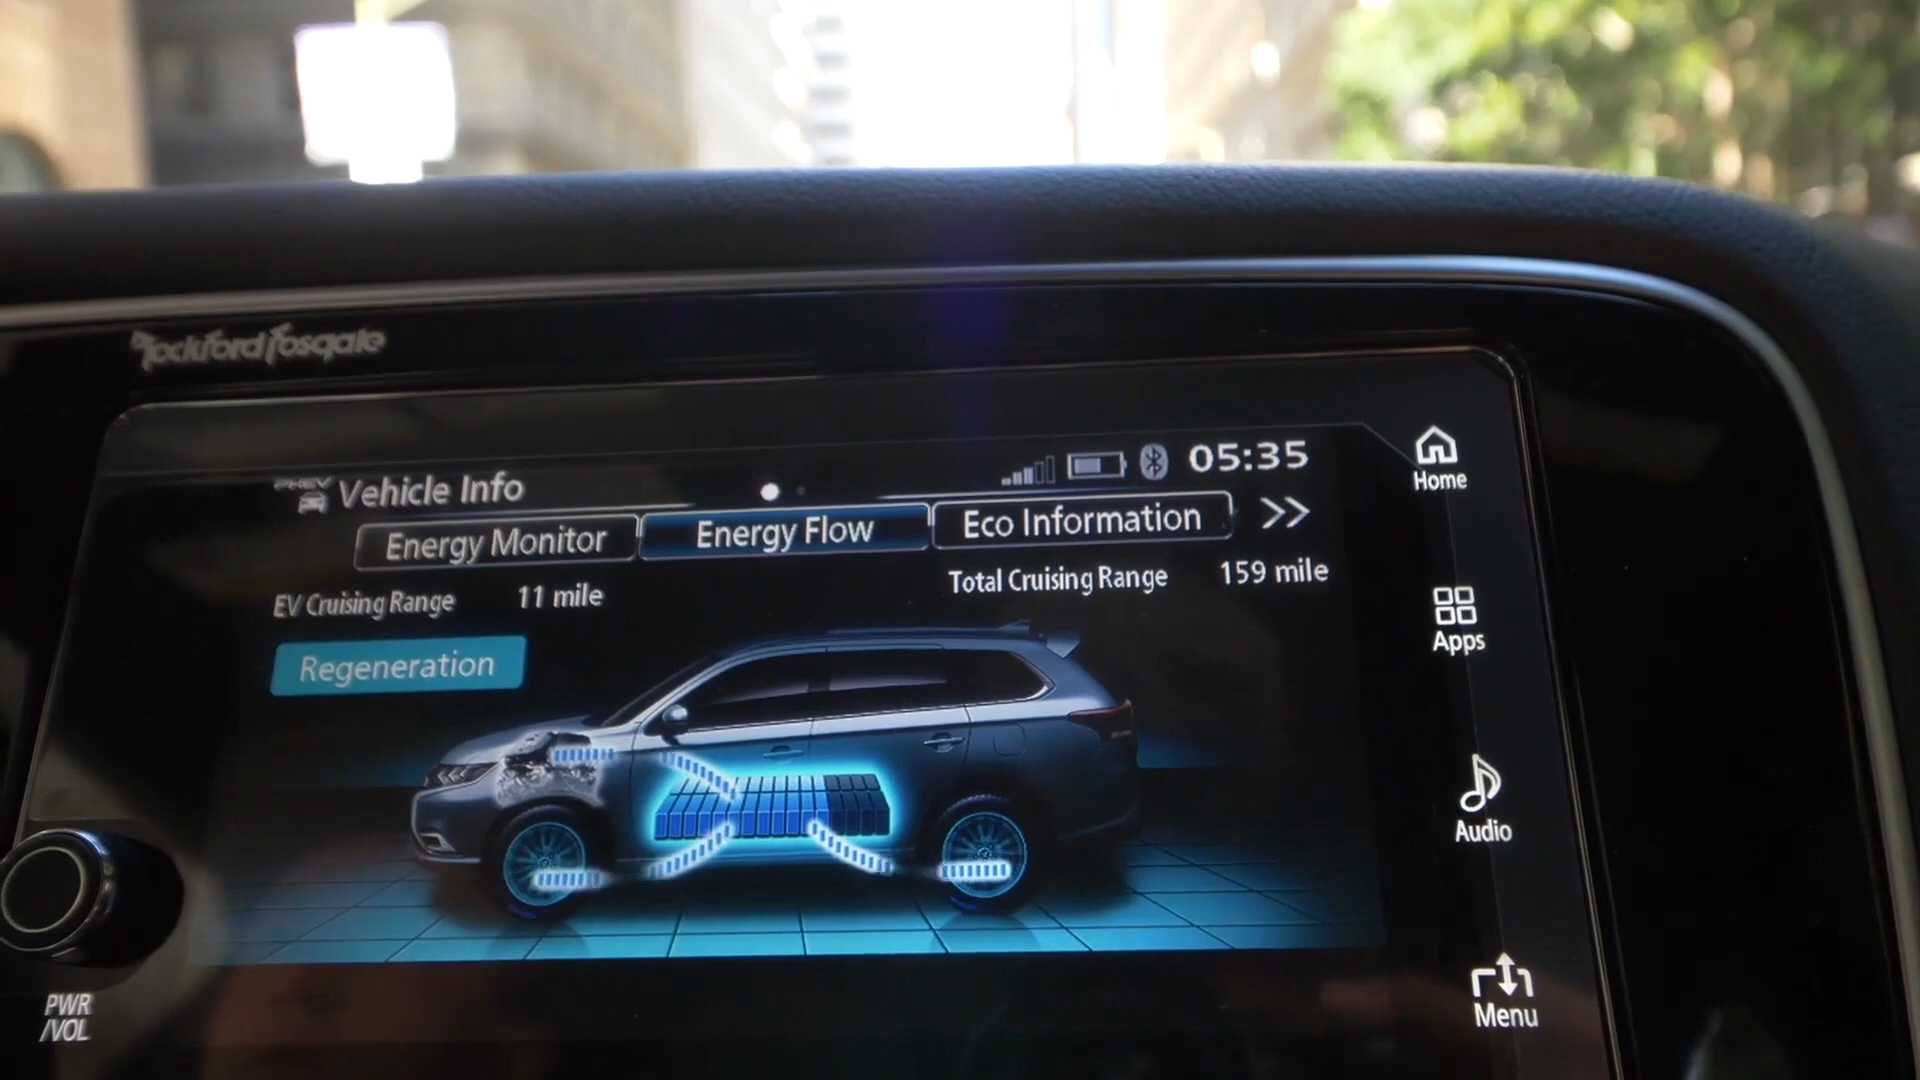 Rockford Fosgate
PHEV
Vehicle Info
05:35
Energy Monitor
Energy Flow
Eco Information
EV Cruising Range 11 mile
Total Cruising Range 159 mile
Regeneration
Home
Apps
Audio
Menu
PWR
/VOL